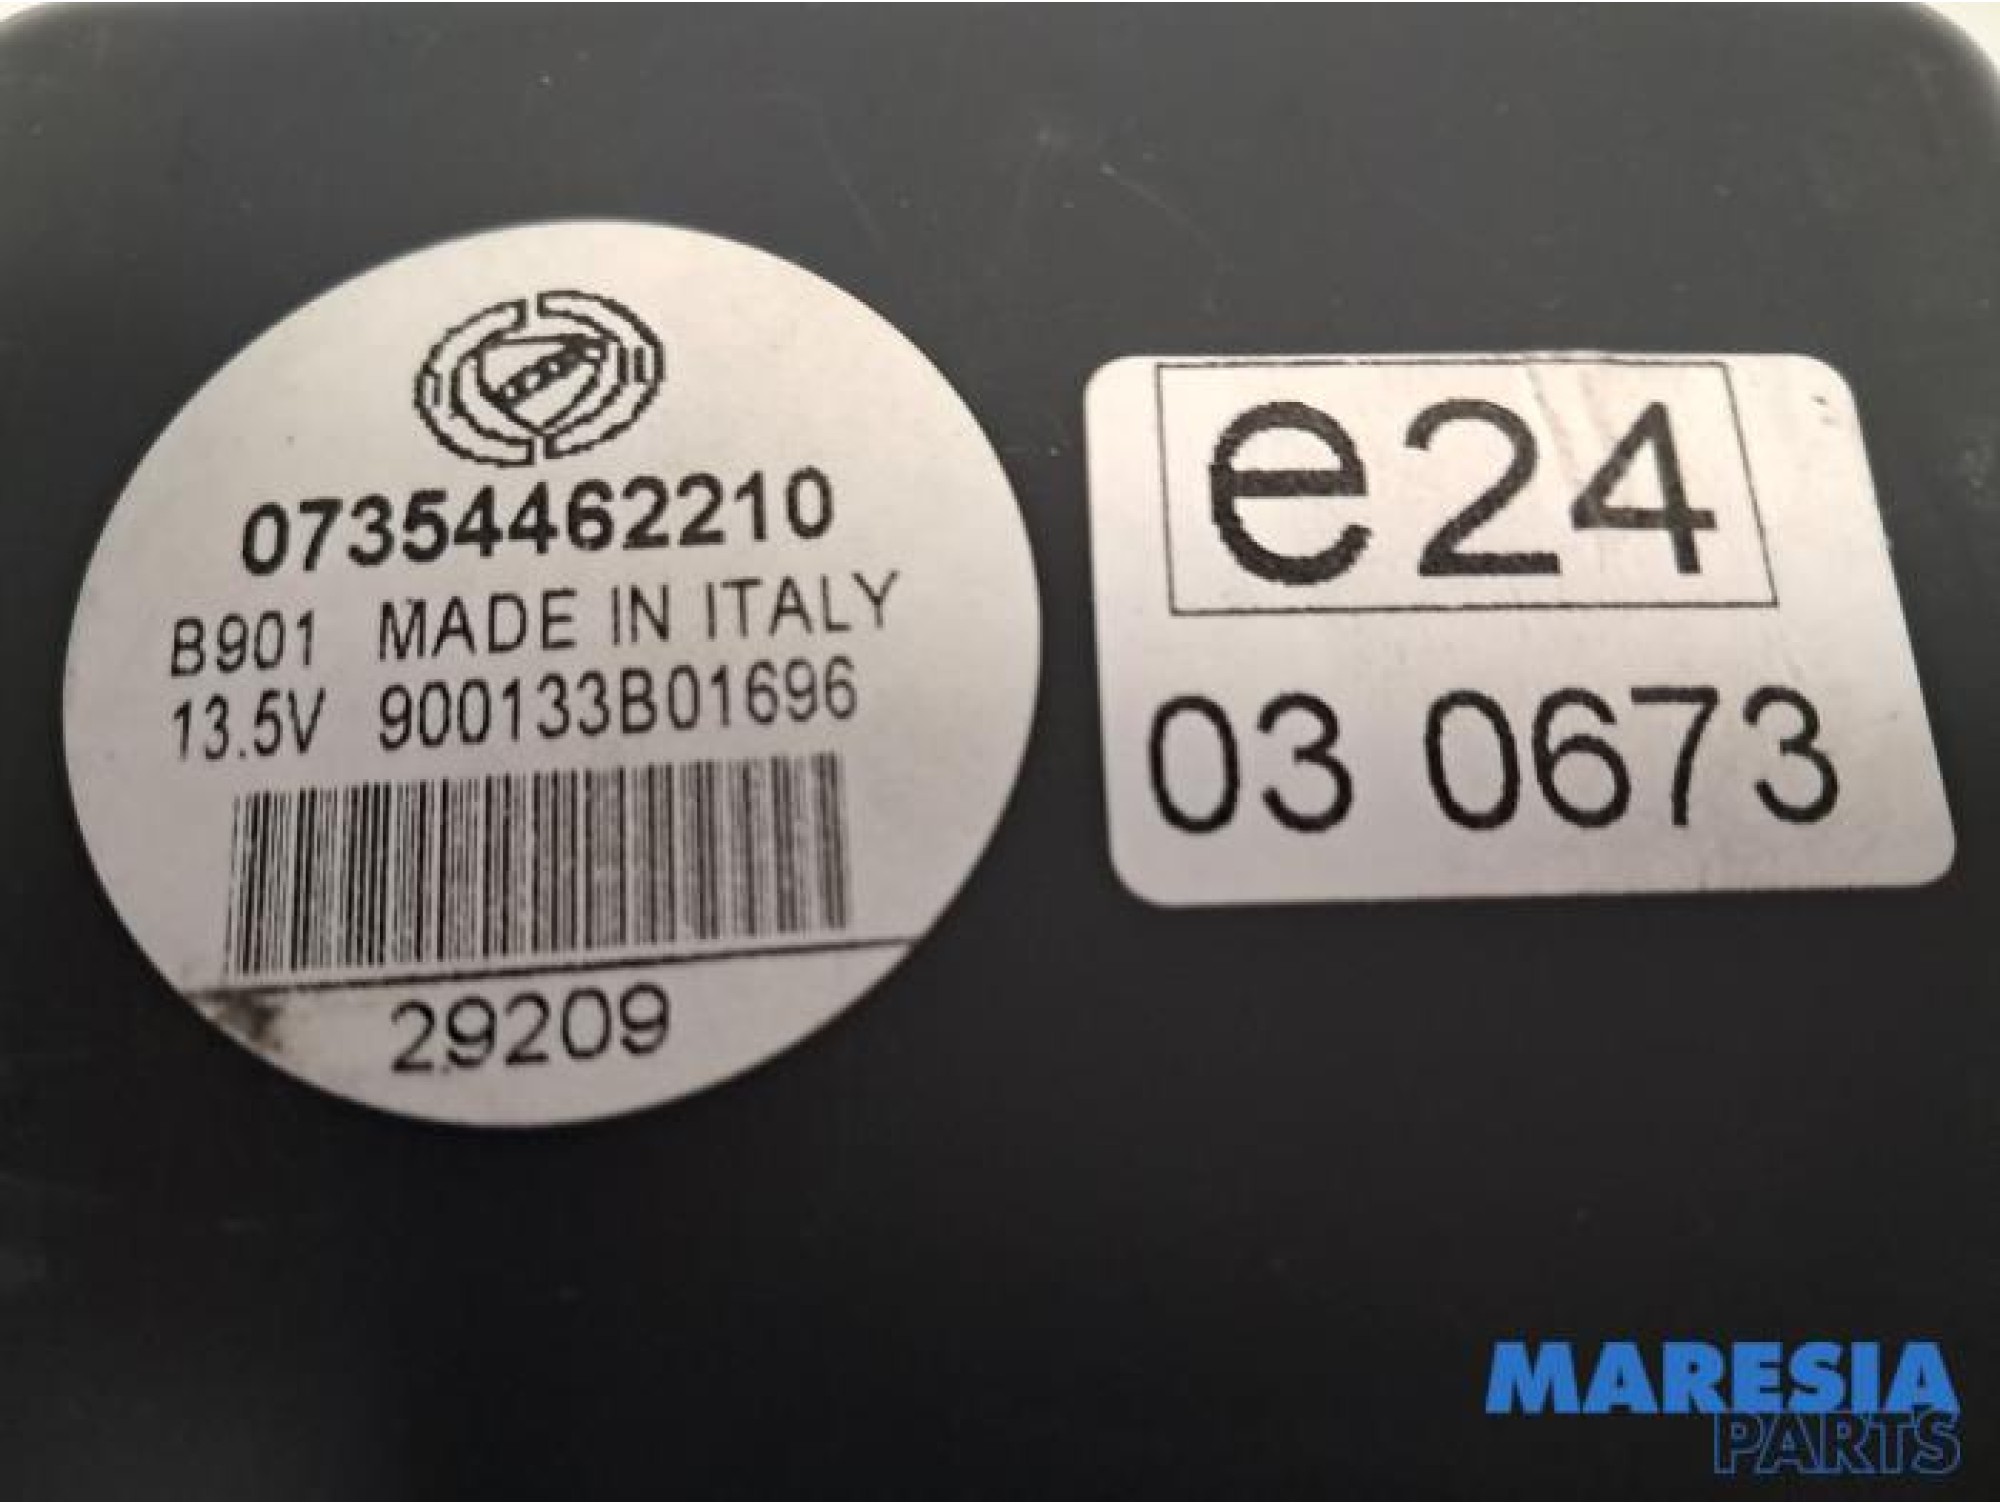 07354462210
B901 MADE IN ITALY
13.5V 900133B01696
29209
e24
03 0673
MARESIA
PARTS